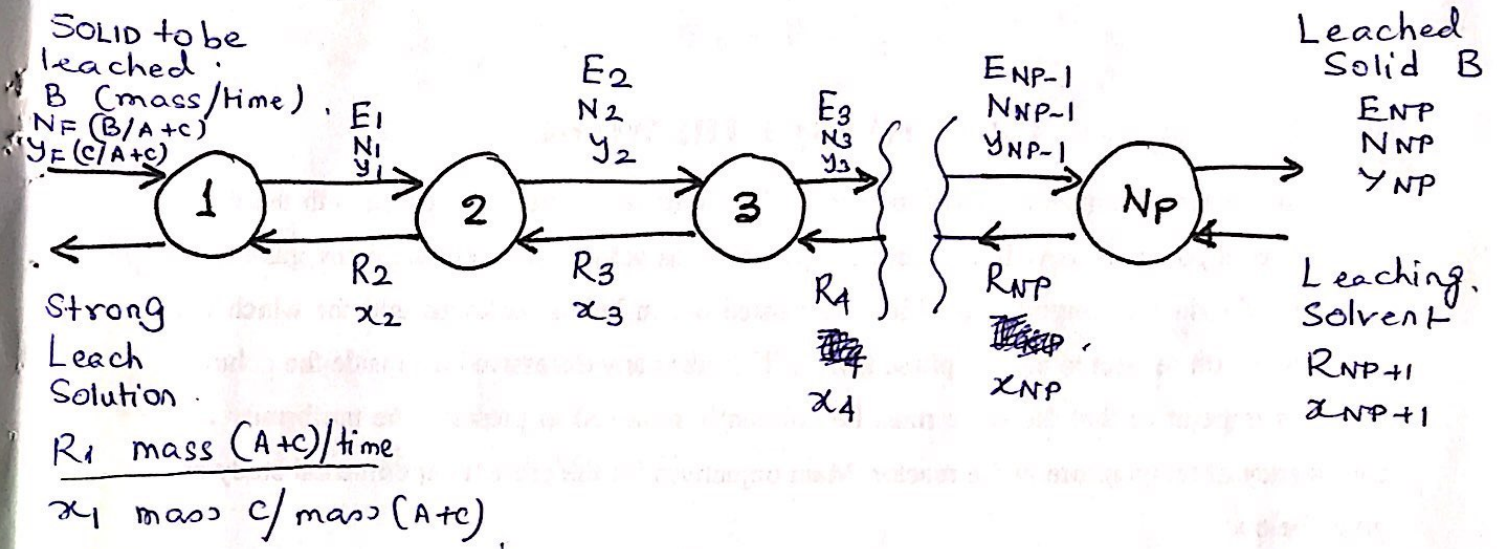 SOLID to be
leached.
B (mass/time).
NF (B/A+C)
yF= (C/A+C)
E1
N1
y1
E2
N2
y2
E3
N3
y3
ENP-1
NNP-1
yNP-1
Leached
Solid B
ENP
NNP
yNP
1
2
3
NP
Strong
Leach
Solution.
R1 mass (A+C)/time
x1 mass C/mass (A+C)
R2
x2
R3
x3
R4
x4
RNP
xNP
Leaching.
Solvent
RNP+1
xNP+1